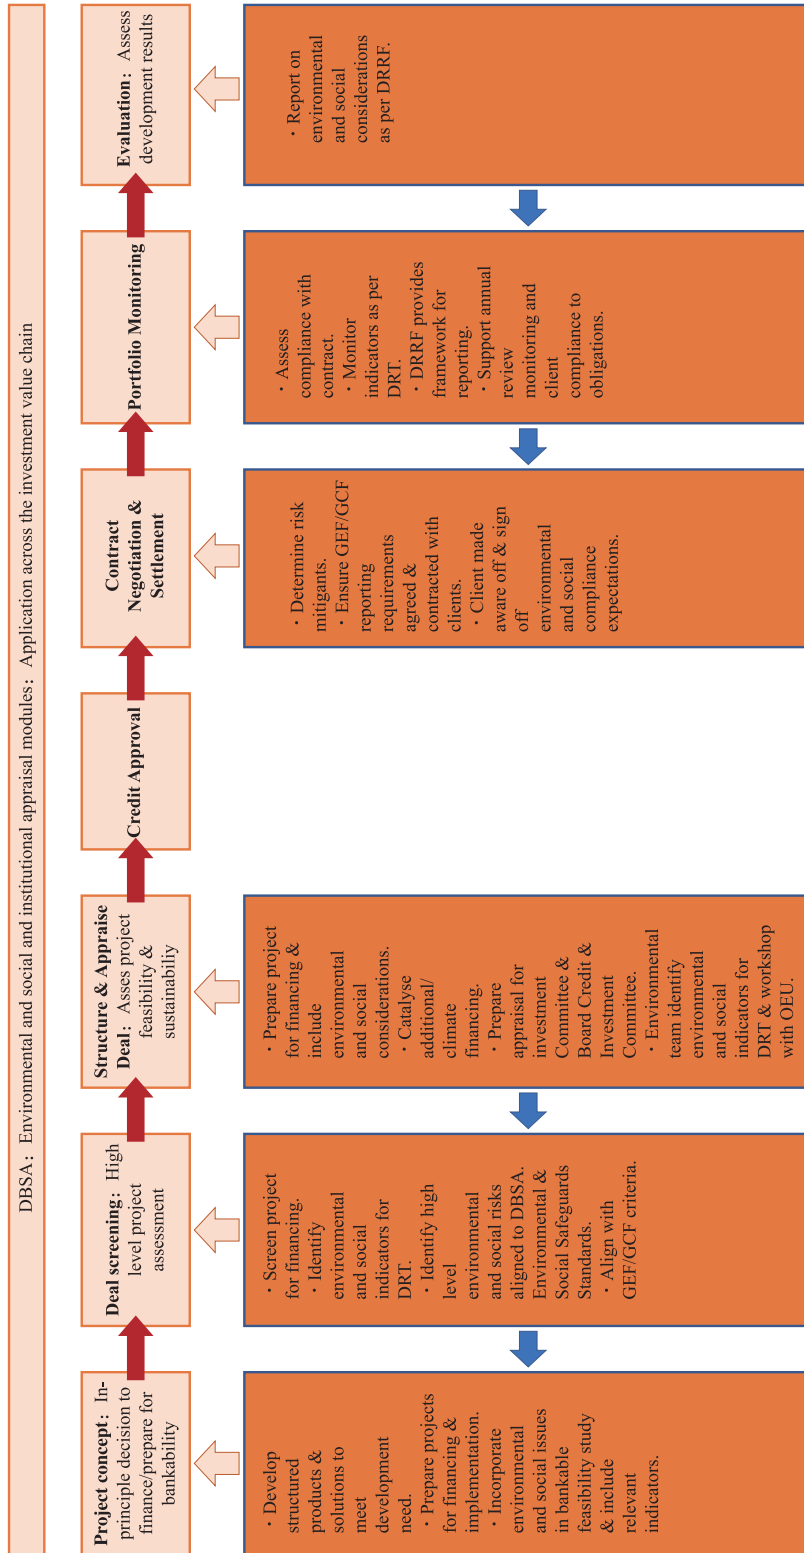 DBSA: Environmental and social and institutional appraisal modules: Application across the investment value chain
Project concept: In-
principle decision to
finance/prepare for
bankability
Deal screening: High
level project
assessment
Structure & Appraise
Deal: Asses project
feasibility &
sustainability
Credit Approval
Contract
Negotiation &
Settlement
Portfolio Monitoring
Evaluation: Assess
development results
· Develop
structured
products &
solutions to
meet
development
need.
· Prepare projects
for financing &
implementation.
· Incorporate
environmental
and social issues
in bankable
feasibility study
& include
relevant
indicators.
· Screen project
for financing.
· Identify
environmental
and social
indicators for
DRT.
· Identify high
level
environmental
and social risks
aligned to DBSA.
Environmental &
Social Safeguards
Standards.
· Align with
GEF/GCF criteria.
· Prepare project
for financing &
include
environmental
and social
considerations.
· Catalyse
additional/
climate
financing.
· Prepare
appraisal for
investment
Committee &
Board Credit &
Investment
Committee.
· Environmental
team identify
environmental
and social
indicators for
DRT & workshop
with OEU.
· Determine risk
mitigants.
· Ensure GEF/GCF
reporting
requirements
agreed &
contracted with
clients.
· Client made
aware off & sign
off
environmental
and social
compliance
expectations.
· Assess
compliance with
contract.
· Monitor
indicators as per
DRT.
· DRRF provides
framework for
reporting.
· Support annual
review
monitoring and
client
compliance to
obligations.
· Report on
environmental
and social
considerations
as per DRRF.